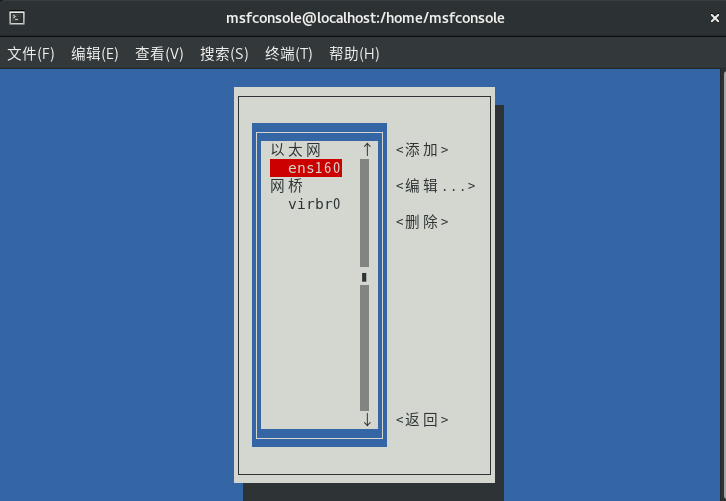 msfconsole@localhost:/home/msfconsole ×
文件(F) 编辑(E) 查看(V) 搜索(S) 终端(T) 帮助(H)
以太网 ↑ <添加>
ens160
网桥 <编辑...>
virbr0
<删除>
↓ <返回>